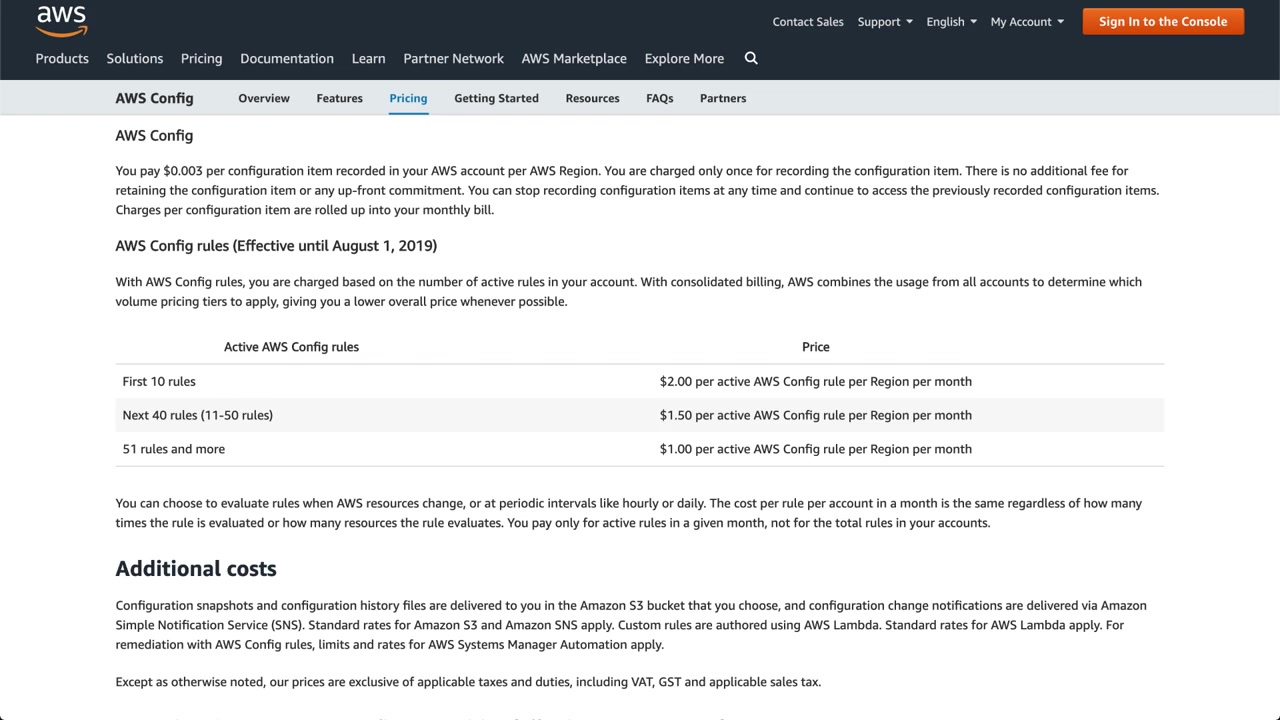 aws
Contact Sales Support English My Account Sign In to the Console
Products Solutions Pricing Documentation Learn Partner Network AWS Marketplace Explore More
AWS Config Overview Features Pricing Getting Started Resources FAQs Partners
AWS Config
You pay $0.003 per configuration item recorded in your AWS account per AWS Region. You are charged only once for recording the configuration item. There is no additional fee for
retaining the configuration item or any up-front commitment. You can stop recording configuration items at any time and continue to access the previously recorded configuration items.
Charges per configuration item are rolled up into your monthly bill.
AWS Config rules (Effective until August 1, 2019)
With AWS Config rules, you are charged based on the number of active rules in your account. With consolidated billing, AWS combines the usage from all accounts to determine which
volume pricing tiers to apply, giving you a lower overall price whenever possible.
Active AWS Config rules Price
First 10 rules $2.00 per active AWS Config rule per Region per month
Next 40 rules (11-50 rules) $1.50 per active AWS Config rule per Region per month
51 rules and more $1.00 per active AWS Config rule per Region per month
You can choose to evaluate rules when AWS resources change, or at periodic intervals like hourly or daily. The cost per rule per account in a month is the same regardless of how many
times the rule is evaluated or how many resources the rule evaluates. You pay only for active rules in a given month, not for the total rules in your accounts.
Additional costs
Configuration snapshots and configuration history files are delivered to you in the Amazon S3 bucket that you choose, and configuration change notifications are delivered via Amazon
Simple Notification Service (SNS). Standard rates for Amazon S3 and Amazon SNS apply. Custom rules are authored using AWS Lambda. Standard rates for AWS Lambda apply. For
remediation with AWS Config rules, limits and rates for AWS Systems Manager Automation apply.
Except as otherwise noted, our prices are exclusive of applicable taxes and duties, including VAT, GST and applicable sales tax.